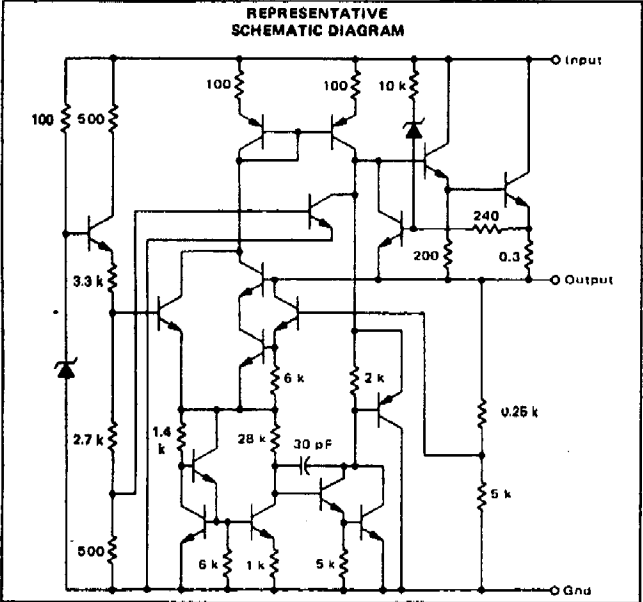 REPRESENTATIVE
SCHEMATIC DIAGRAM
Input
100
100
10 k
100
500
240
200
0.3
3.3 k
Output
6 k
2 k
0.25 k
1.4
k
28 k
30 pF
2.7 k
5 k
500
6 k
1 k
5 k
Gnd